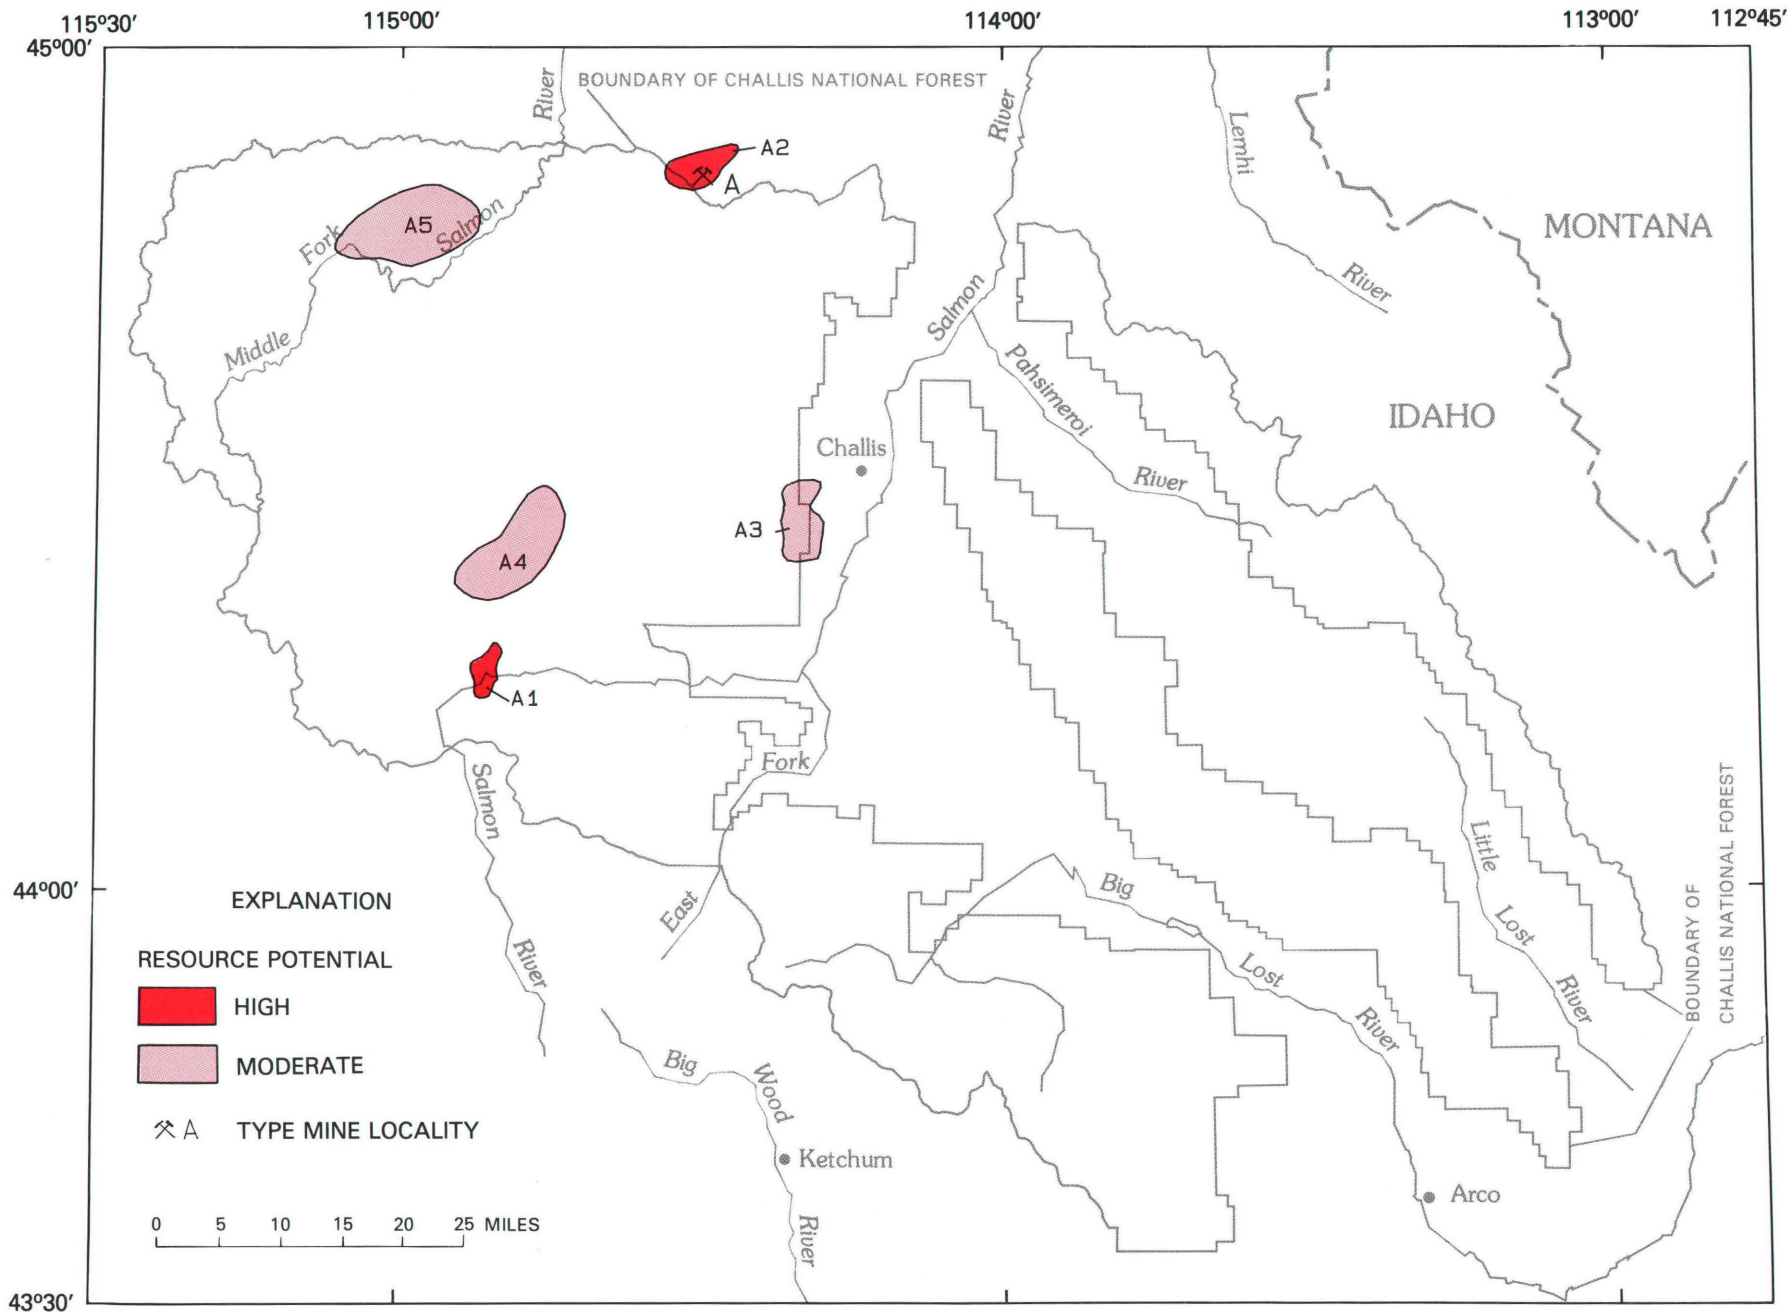 115°30′ 115°00′ 114°00′ 113°00′ 112°45′
45°00′
BOUNDARY OF CHALLIS NATIONAL FOREST
River
River
Lemhi
River
A2
A
MONTANA
A5
Fork
Salmon
Middle
Salmon
Pahsimeroi
River
IDAHO
Challis
A3
A4
A1
Fork
Salmon
River
East
44°00′
Big
Lost
River
Little
Lost
River
BOUNDARY OF
CHALLIS NATIONAL FOREST
EXPLANATION
RESOURCE POTENTIAL
HIGH
MODERATE
A TYPE MINE LOCALITY
0 5 10 15 20 25 MILES
Big
Wood
River
Ketchum
Arco
43°30′